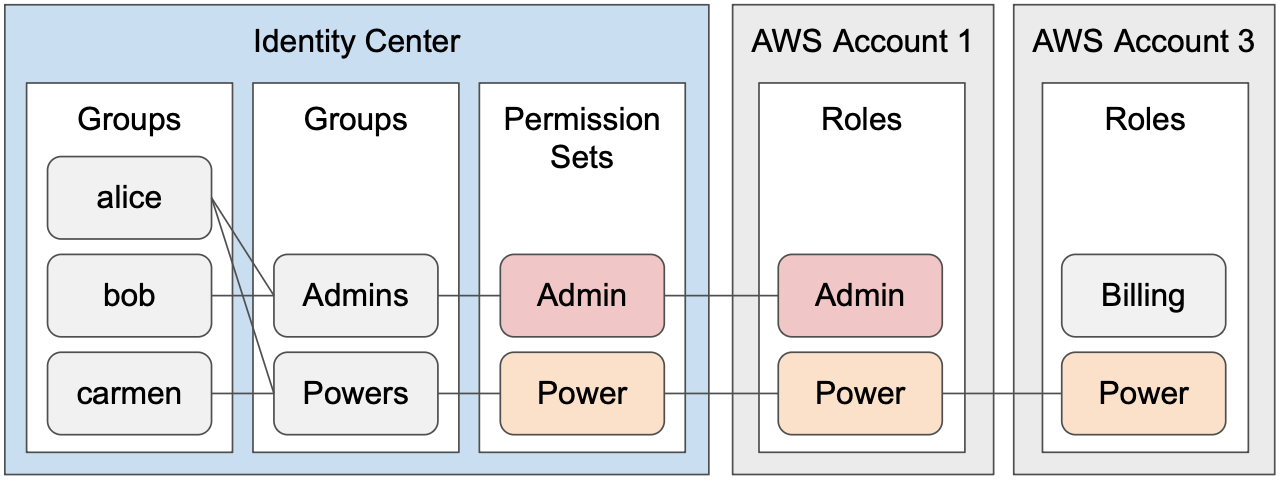 Identity Center
AWS Account 1
AWS Account 3
Groups
Groups
Permission
Sets
Roles
Roles
alice
bob
Admins
Admin
Admin
Billing
carmen
Powers
Power
Power
Power